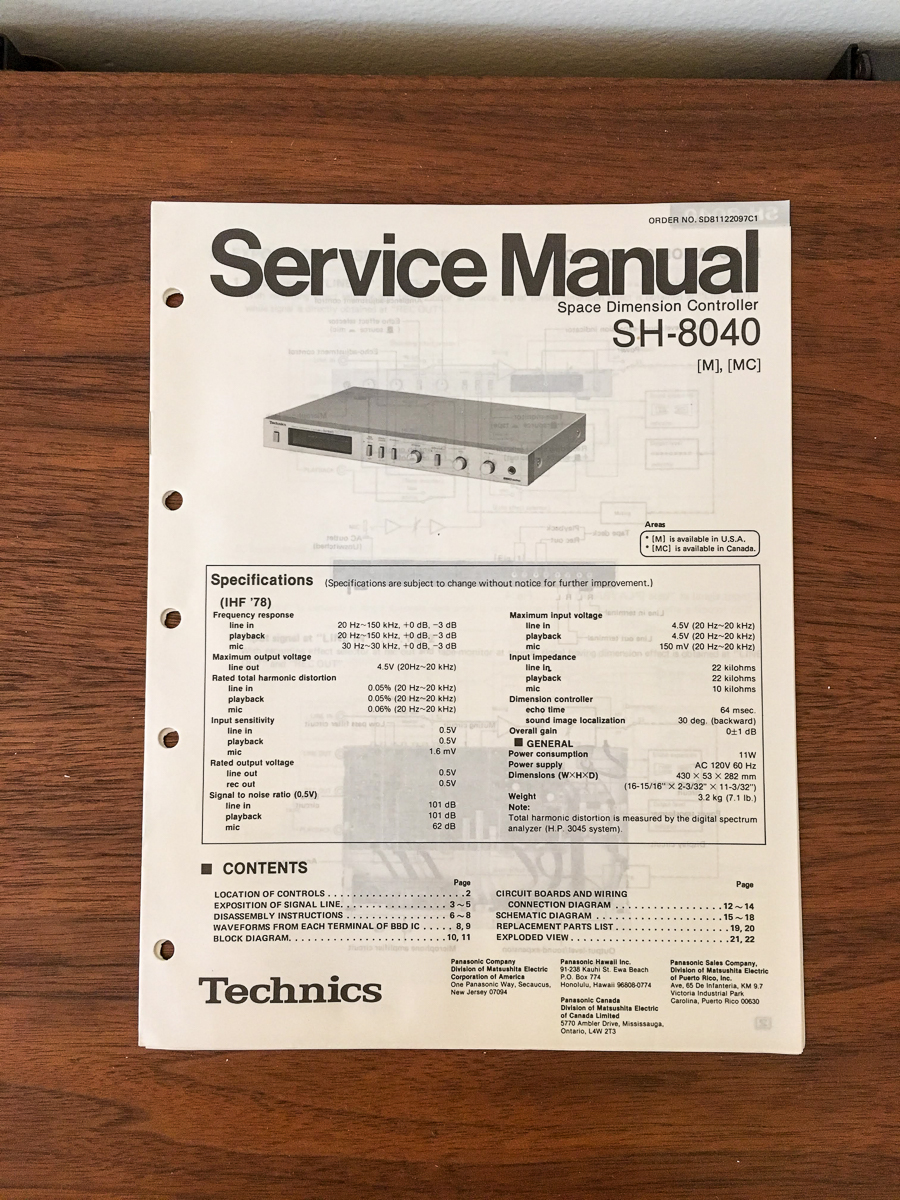 ORDER NO. SD81122097C1
Service Manual
Space Dimension Controller
SH-8040
[M], [MC]
Technics
Areas
* [M] is available in U.S.A.
* [MC] is available in Canada.
Specifications (Specifications are subject to change without notice for further improvement.)
(IHF '78)
Frequency response
line in 20 Hz~150 kHz, +0 dB, −3 dB
playback 20 Hz~150 kHz, +0 dB, −3 dB
mic 30 Hz~30 kHz, +0 dB, −3 dB
Maximum output voltage
line out 4.5V (20Hz~20 kHz)
Rated total harmonic distortion
line in 0.05% (20 Hz~20 kHz)
playback 0.05% (20 Hz~20 kHz)
mic 0.06% (20 Hz~20 kHz)
Input sensitivity
line in 0.5V
playback 0.5V
mic 1.6 mV
Rated output voltage
line out 0.5V
rec out 0.5V
Signal to noise ratio (0.5V)
line in 101 dB
playback 101 dB
mic 62 dB
Maximum input voltage
line in 4.5V (20 Hz~20 kHz)
playback 4.5V (20 Hz~20 kHz)
mic 150 mV (20 Hz~20 kHz)
Input impedance
line in 22 kilohms
playback 22 kilohms
mic 10 kilohms
Dimension controller
echo time 64 msec.
sound image localization 30 deg. (backward)
Overall gain 0±1 dB
■ GENERAL
Power consumption 11W
Power supply AC 120V 60 Hz
Dimensions (W×H×D) 430 × 53 × 282 mm
(16-15/16" × 2-3/32" × 11-3/32")
Weight 3.2 kg (7.1 lb.)
Note:
Total harmonic distortion is measured by the digital spectrum
analyzer (H.P. 3045 system).
■ CONTENTS
Page
LOCATION OF CONTROLS . . . . . . . . . . . . . . . . . . . . . . . 2
EXPOSITION OF SIGNAL LINE. . . . . . . . . . . . . . . . . . 3~5
DISASSEMBLY INSTRUCTIONS . . . . . . . . . . . . . . . . . 6~8
WAVEFORMS FROM EACH TERMINAL OF BBD IC . . . . . 8, 9
BLOCK DIAGRAM. . . . . . . . . . . . . . . . . . . . . . . . . . 10, 11
Page
CIRCUIT BOARDS AND WIRING
CONNECTION DIAGRAM . . . . . . . . . . . . . . . . . . 12~14
SCHEMATIC DIAGRAM . . . . . . . . . . . . . . . . . . . . . 15~18
REPLACEMENT PARTS LIST . . . . . . . . . . . . . . . . . . 19, 20
EXPLODED VIEW . . . . . . . . . . . . . . . . . . . . . . . . . . 21, 22
Technics
Panasonic Company
Division of Matsushita Electric
Corporation of America
One Panasonic Way, Secaucus,
New Jersey 07094
Panasonic Hawaii Inc.
91-238 Kauhi St. Ewa Beach
P.O. Box 774
Honolulu, Hawaii 96808-0774
Panasonic Canada
Division of Matsushita Electric
of Canada Limited
5770 Ambler Drive, Mississauga,
Ontario, L4W 2T3
Panasonic Sales Company,
Division of Matsushita Electric
of Puerto Rico, Inc.
Ave, 65 De Infanteria, KM 9.7
Victoria Industrial Park
Carolina, Puerto Rico 00630